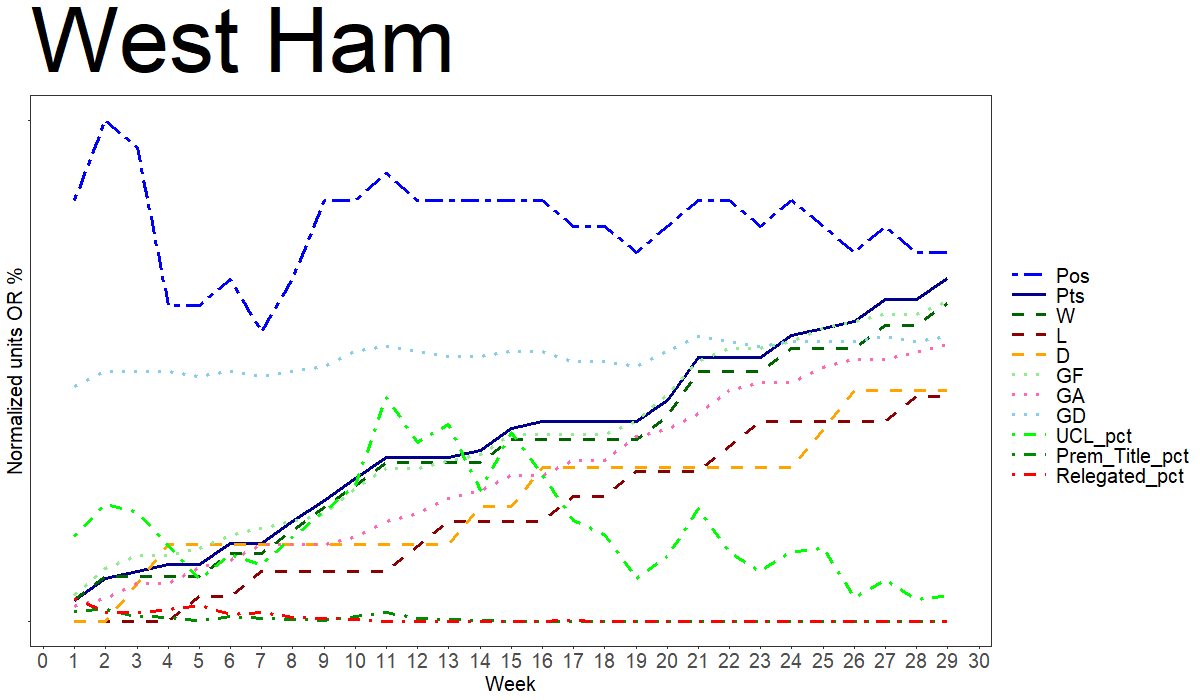 West Ham
Normalized units OR %
Pos
Pts
W
L
D
GF
GA
GD
UCL_pct
Prem_Title_pct
Relegated_pct
0 1 2 3 4 5 6 7 8 9 10 11 12 13 14 15 16 17 18 19 20 21 22 23 24 25 26 27 28 29 30
Week